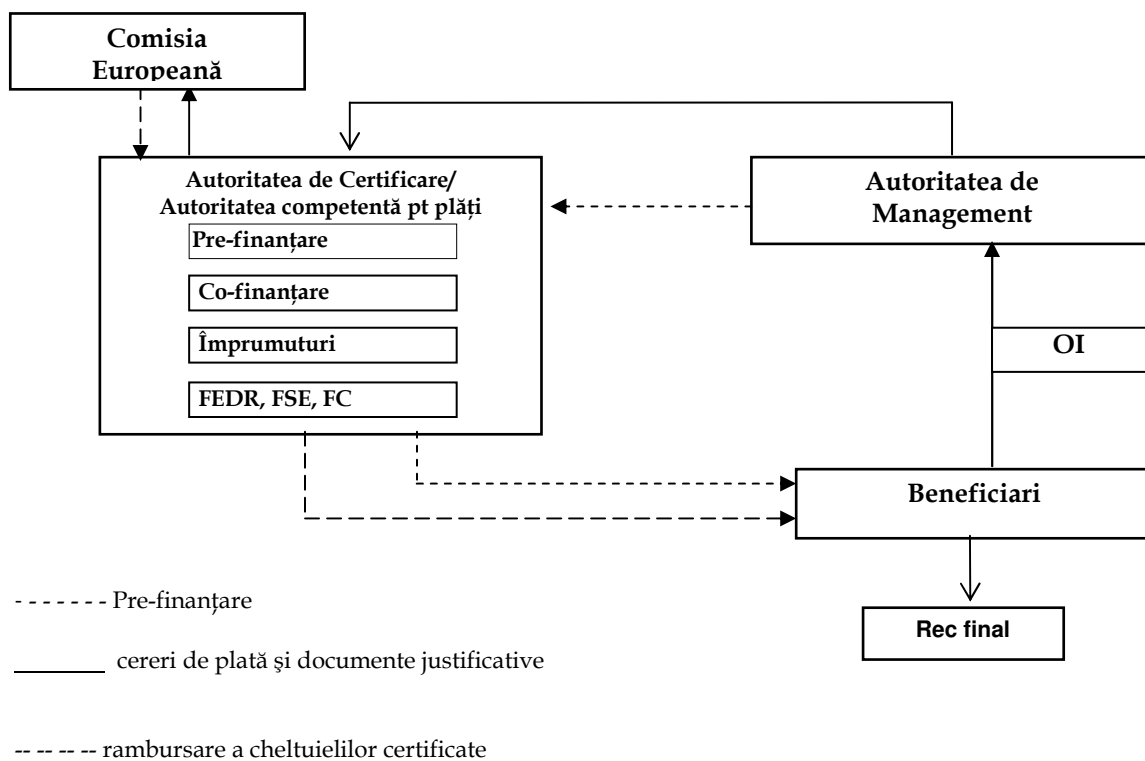 Comisia
Europeană
Autoritatea de Certificare/
Autoritatea competentă pt plăți
Pre-finanțare
Co-finanțare
Împrumuturi
FEDR, FSE, FC
Autoritatea de
Management
OI
Beneficiari
Rec final
Pre-finanțare
cereri de plată şi documente justificative
rambursare a cheltuielilor certificate